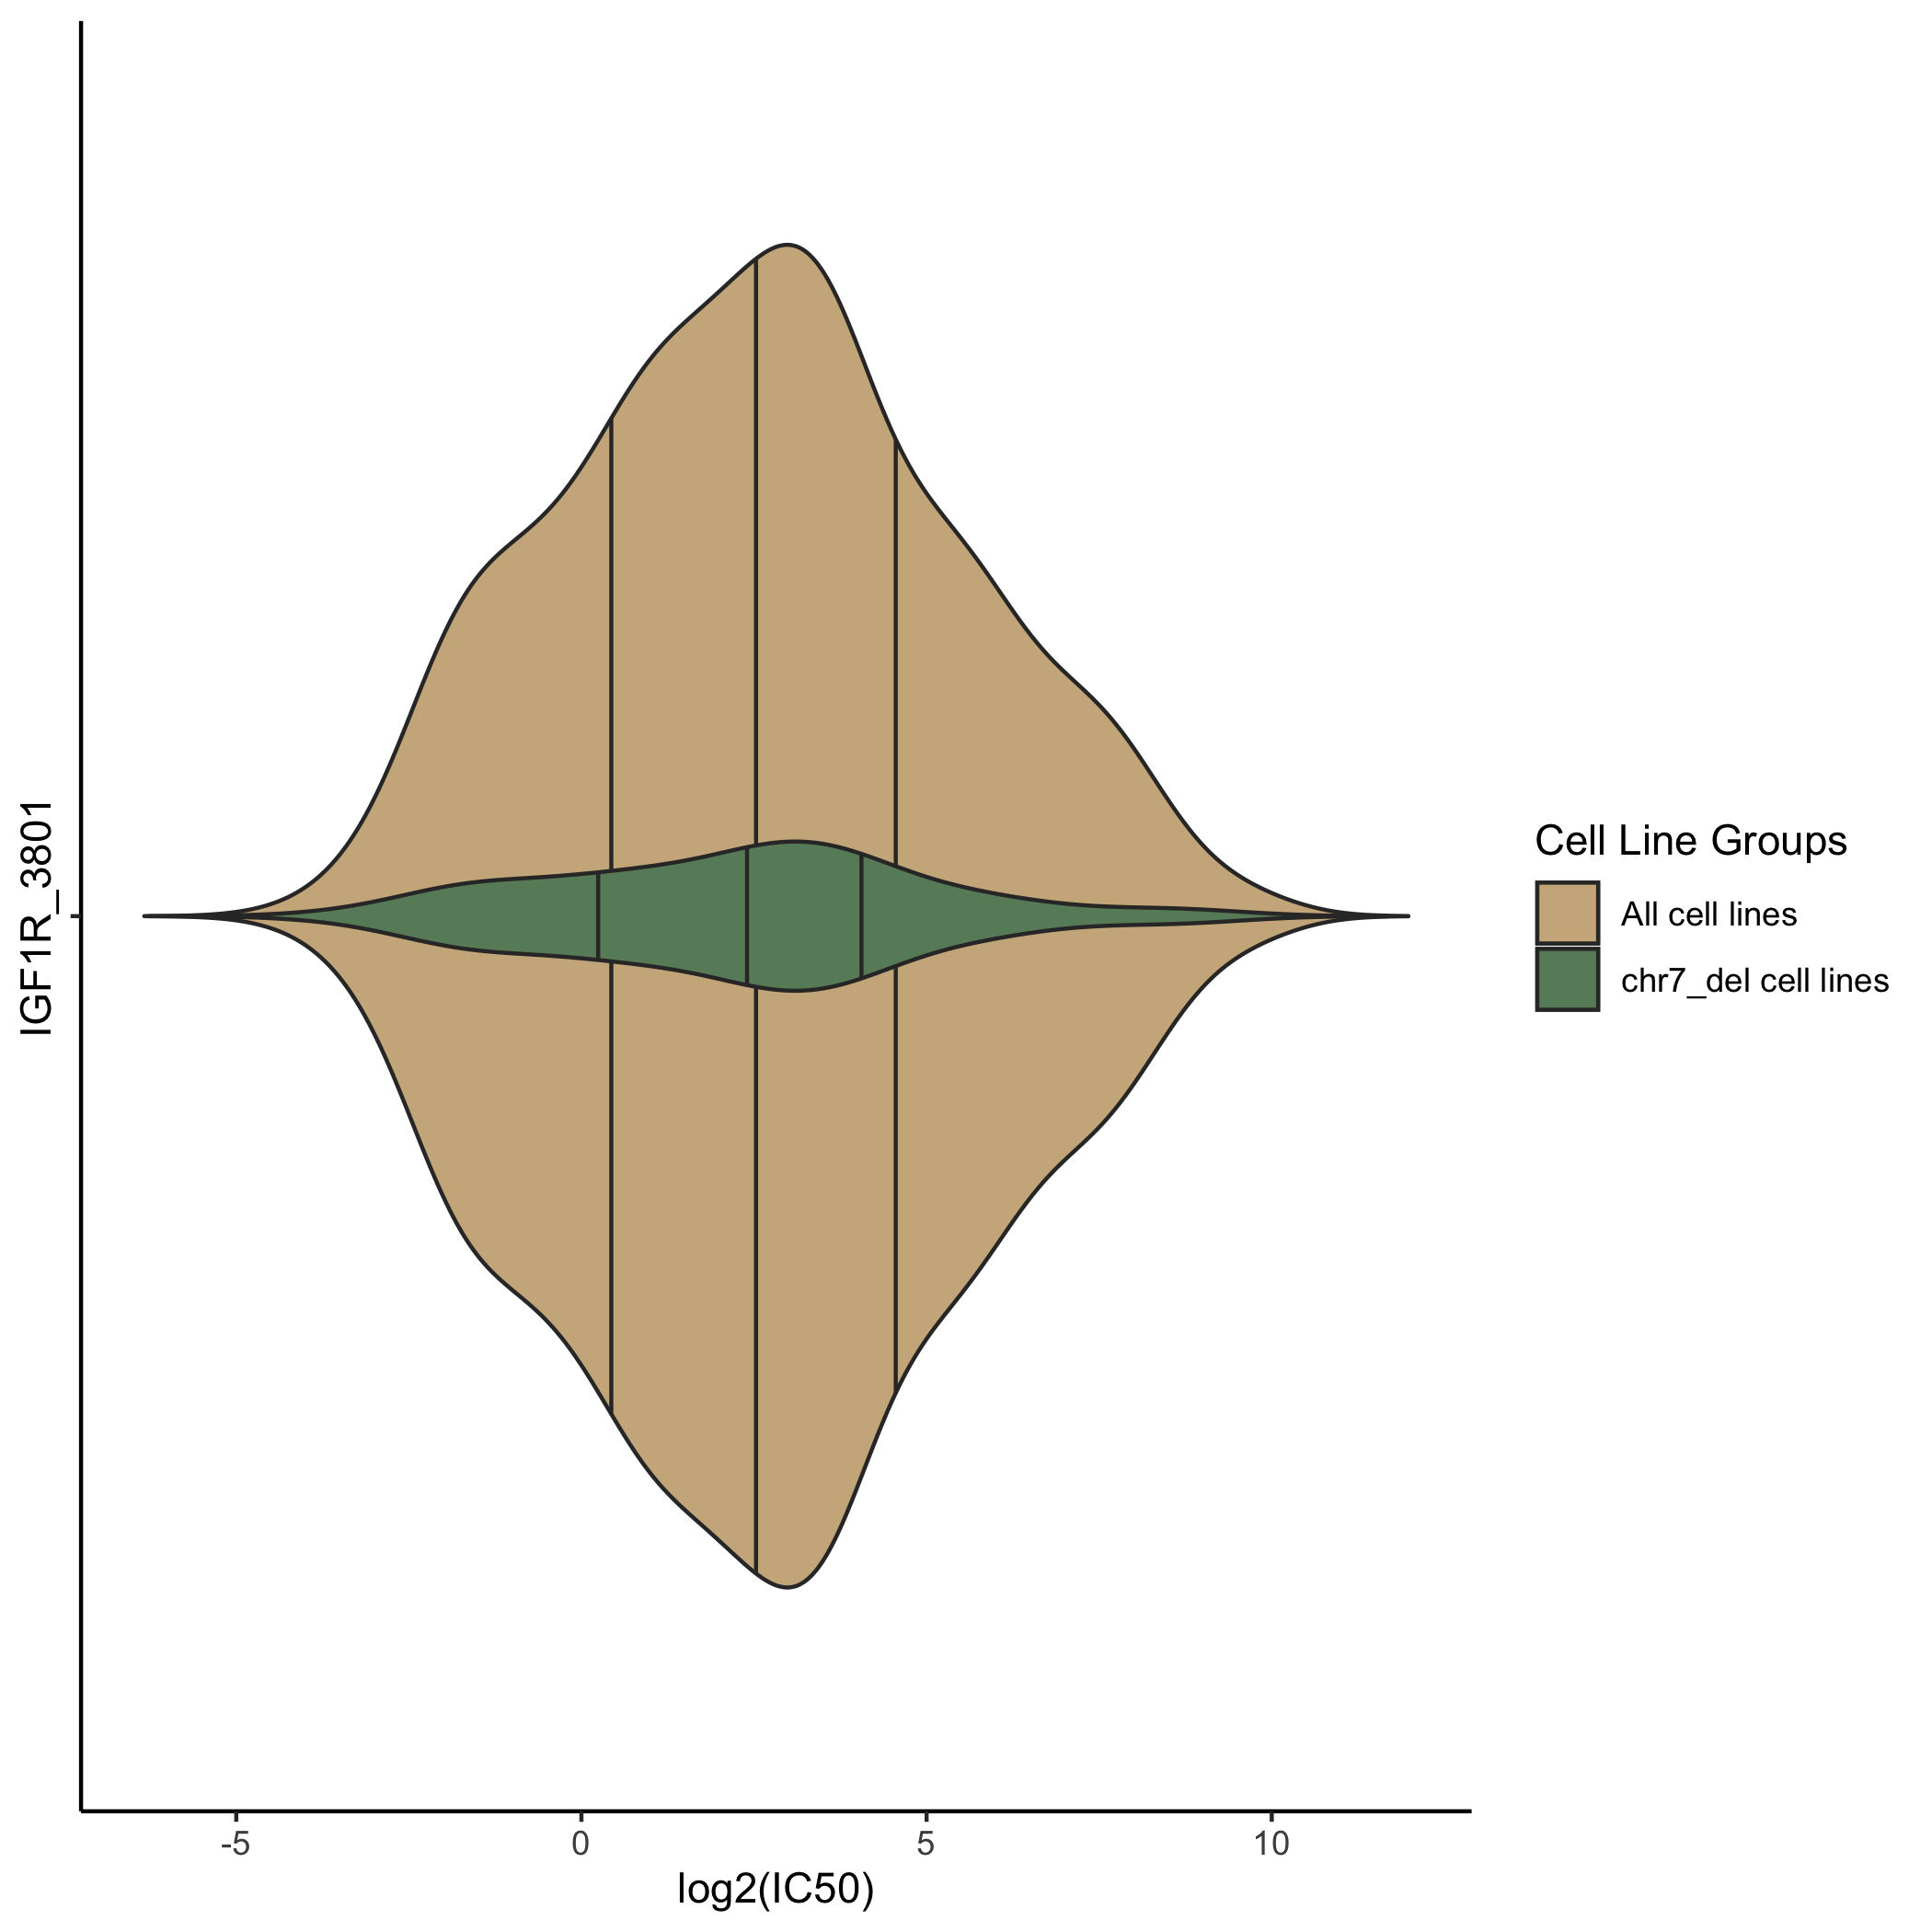 IGF1R_3801
-5
0
5
10
log2(IC50)
Cell Line Groups
All cell lines
chr7_del cell lines